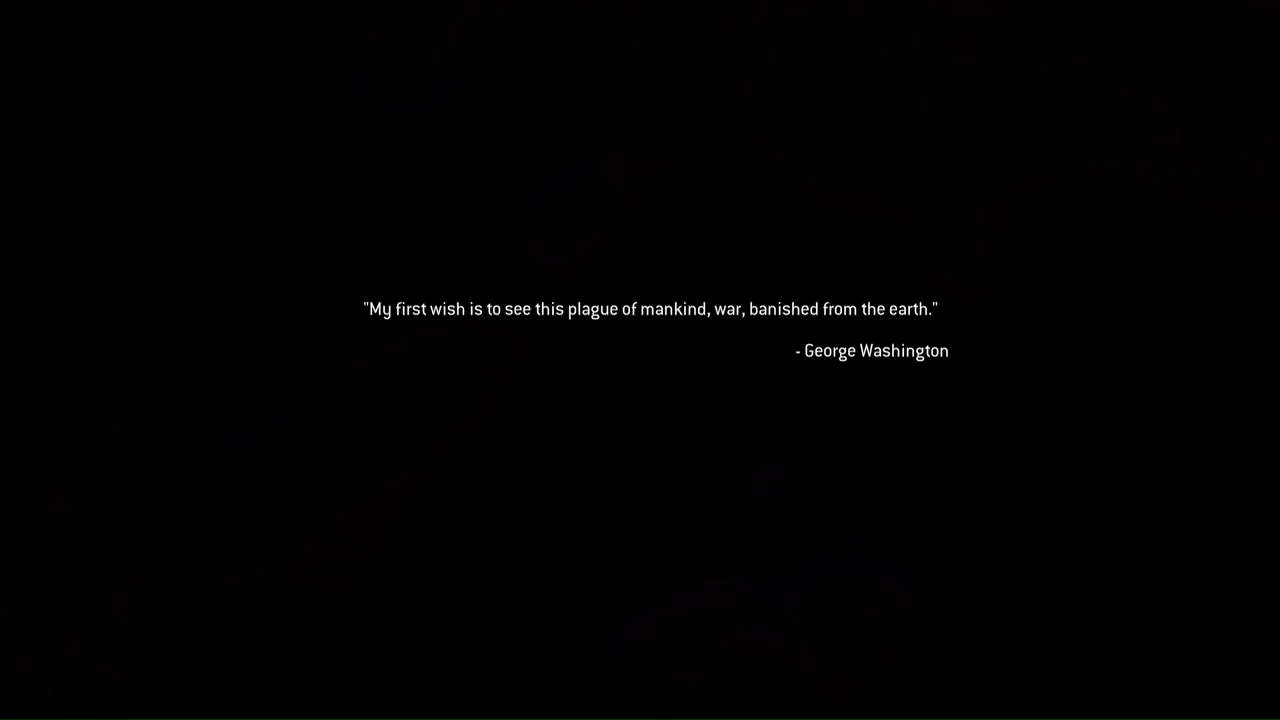 "My first wish is to see this plague of mankind, war, banished from the earth."
- George Washington